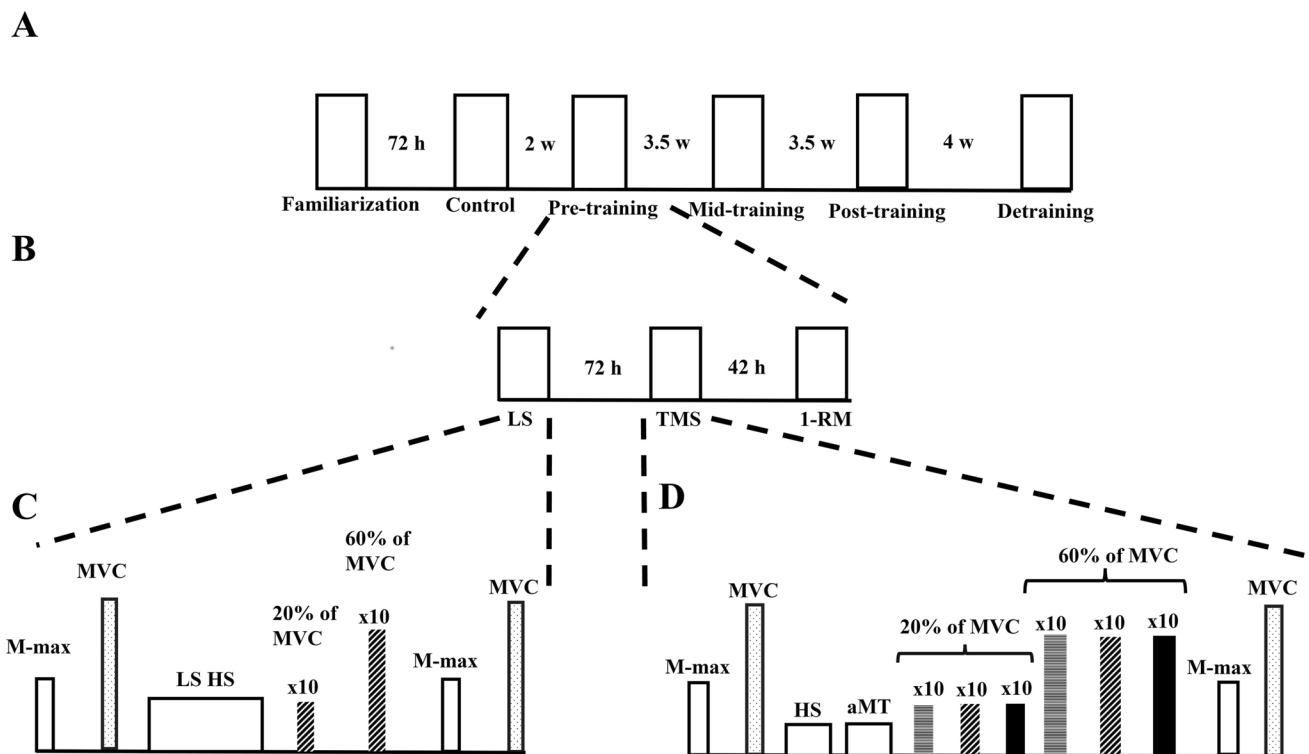 A
72 h
2 w
3.5 w
3.5 w
4 w
Familiarization
Control
Pre-training
Mid-training
Post-training
Detraining
B
72 h
42 h
LS
TMS
1-RM
C
M-max
MVC
LS HS
20% of
MVC
x10
60% of
MVC
x10
M-max
MVC
D
M-max
MVC
HS
aMT
20% of MVC
x10
x10
x10
60% of MVC
x10
x10
x10
M-max
MVC